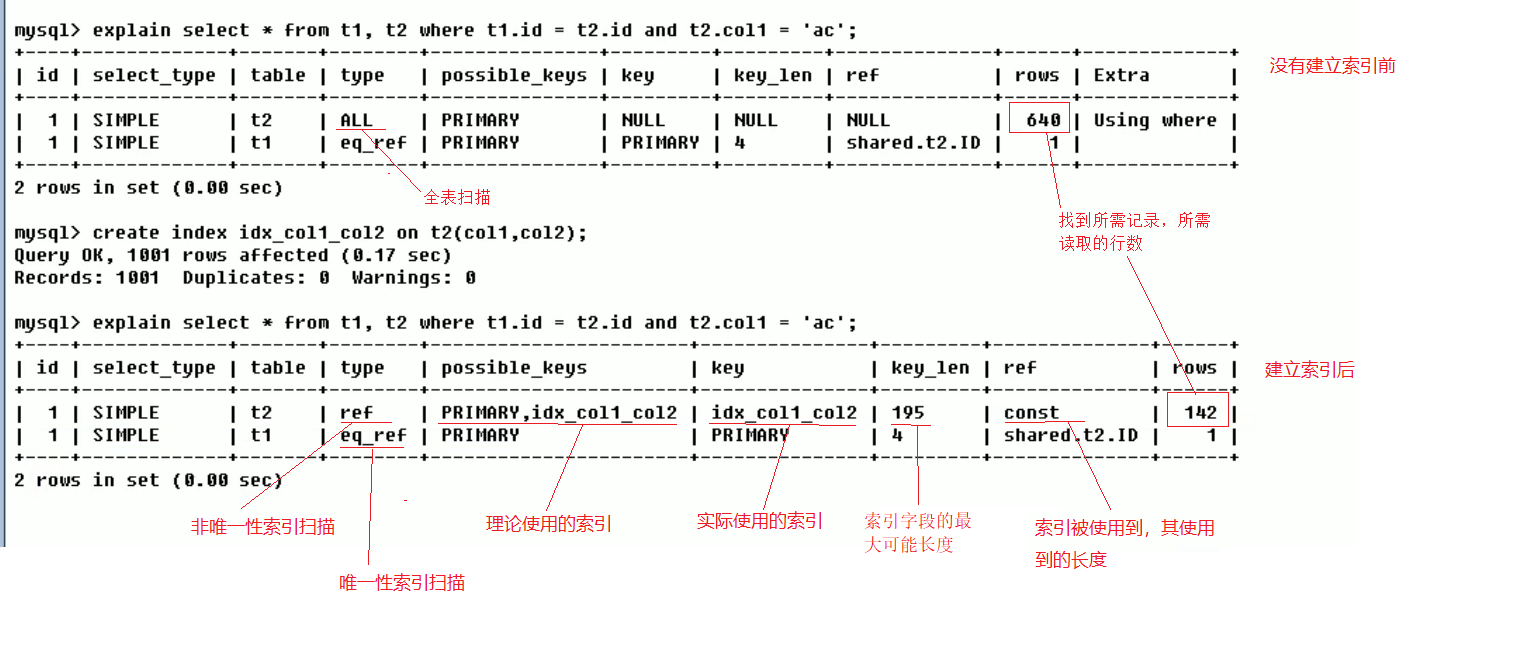 mysql> explain select * from t1, t2 where t1.id = t2.id and t2.col1 = 'ac';
没有建立索引前
| id | select_type | table | type | possible_keys | key | key_len | ref | rows | Extra |
| 1 | SIMPLE | t2 | ALL | PRIMARY | NULL | NULL | NULL | 640 | Using where |
| 1 | SIMPLE | t1 | eq_ref | PRIMARY | PRIMARY | 4 | shared.t2.ID | 1 | |
2 rows in set (0.00 sec)
全表扫描
找到所需记录，所需
读取的行数
mysql> create index idx_col1_col2 on t2(col1,col2);
Query OK, 1001 rows affected (0.17 sec)
Records: 1001  Duplicates: 0  Warnings: 0
mysql> explain select * from t1, t2 where t1.id = t2.id and t2.col1 = 'ac';
建立索引后
| id | select_type | table | type | possible_keys | key | key_len | ref | rows |
| 1 | SIMPLE | t2 | ref | PRIMARY,idx_col1_col2 | idx_col1_col2 | 195 | const | 142 |
| 1 | SIMPLE | t1 | eq_ref | PRIMARY | PRIMARY | 4 | shared.t2.ID | 1 |
2 rows in set (0.00 sec)
非唯一性索引扫描
唯一性索引扫描
理论使用的索引
实际使用的索引
索引字段的最
大可能长度
索引被使用到，其使用
到的长度